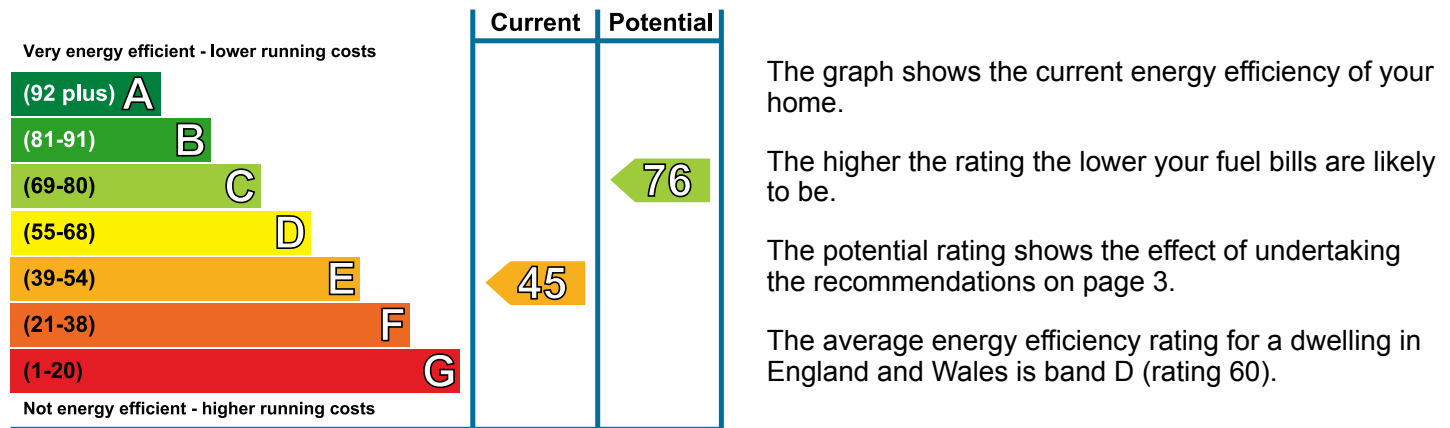 Current Potential
Very energy efficient - lower running costs
(92 plus) A
(81-91) B
(69-80) C
76
(55-68) D
(39-54) E
45
(21-38) F
(1-20) G
Not energy efficient - higher running costs
The graph shows the current energy efficiency of your
home.
The higher the rating the lower your fuel bills are likely
to be.
The potential rating shows the effect of undertaking
the recommendations on page 3.
The average energy efficiency rating for a dwelling in
England and Wales is band D (rating 60).